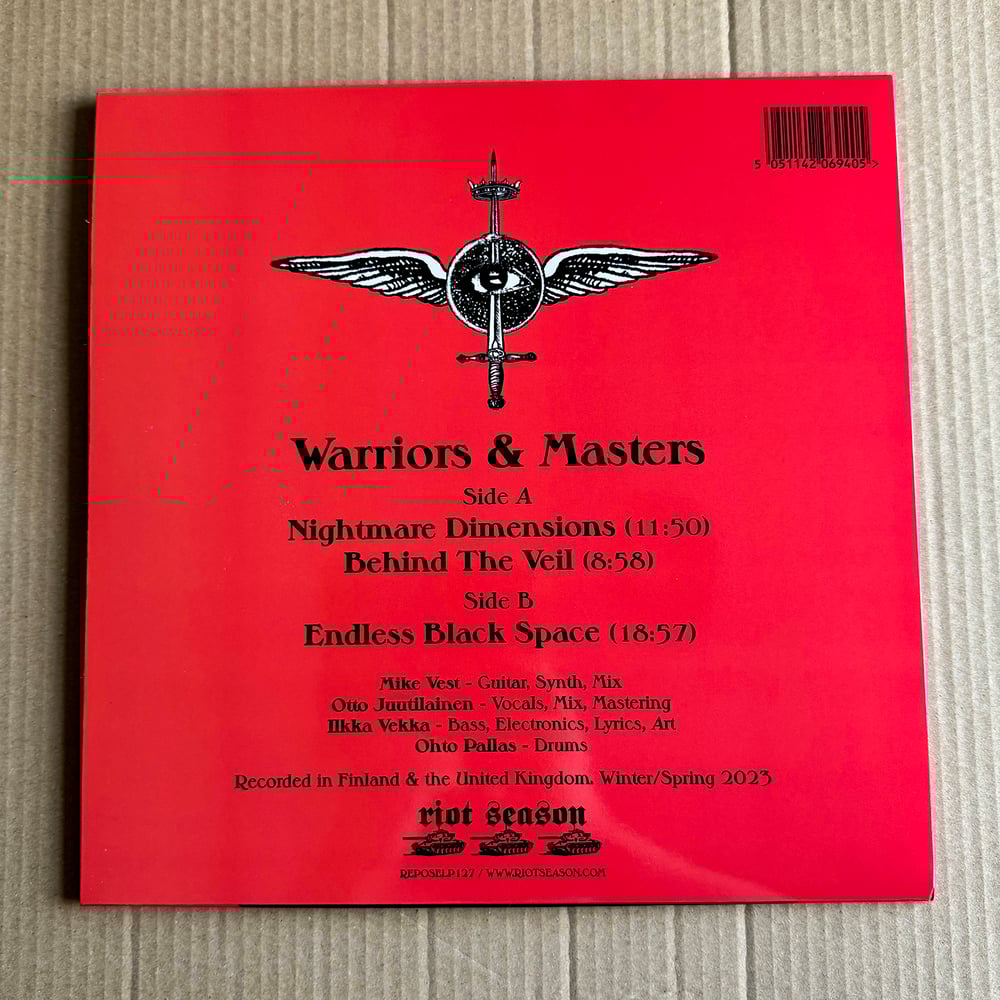 5 051142 069405 >
Warriors & Masters
Side A
Nightmare Dimensions (11:50)
Behind The Veil (8:58)
Side B
Endless Black Space (18:57)
Mike Vest - Guitar, Synth, Mix
Otto Juutilainen - Vocals, Mix, Mastering
Ilkka Vekka - Bass, Electronics, Lyrics, Art
Ohto Pallas - Drums
Recorded in Finland & the United Kingdom. Winter/Spring 2023
riot season
REPOSELP127 / WWW.RIOTSEASON.COM